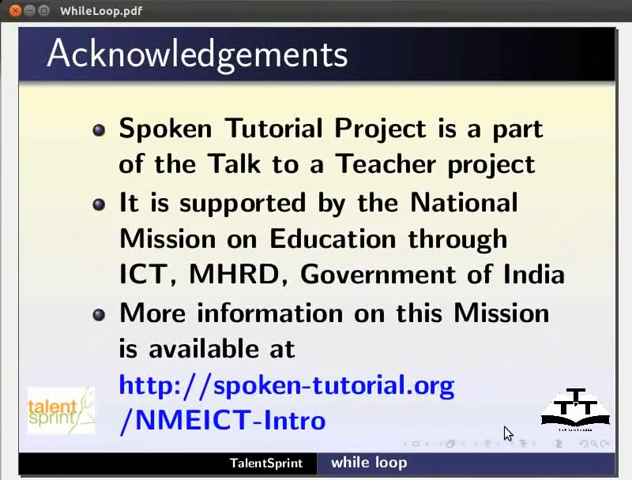 WhileLoop.pdf
Acknowledgements
Spoken Tutorial Project is a part
of the Talk to a Teacher project
It is supported by the National
Mission on Education through
ICT, MHRD, Government of India
More information on this Mission
is available at
http://spoken-tutorial.org
/NMEICT-Intro
talent
sprint
TalentSprint while loop